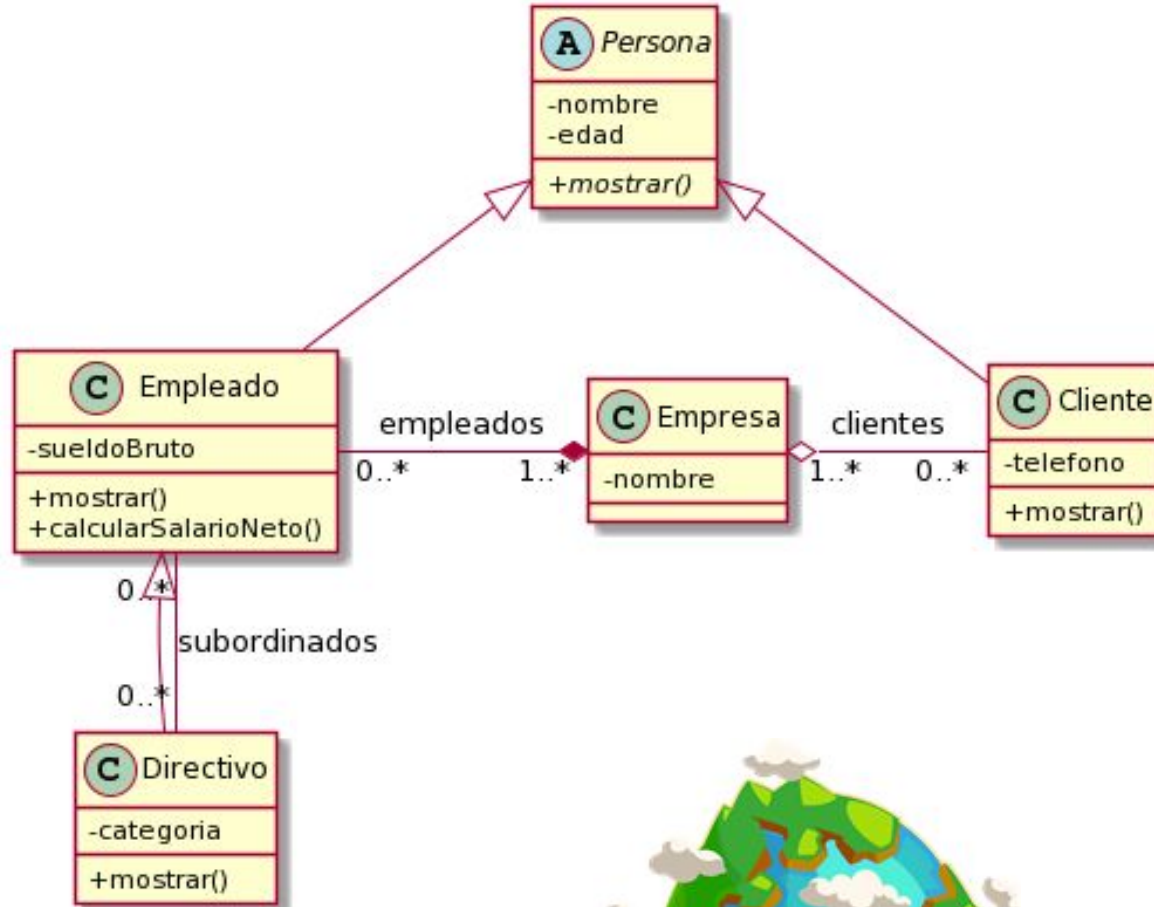 A Persona
-nombre
-edad
+mostrar()
C Empleado
-sueldoBruto
+mostrar()
+calcularSalarioNeto()
empleados
0..*
1..*
C Empresa
-nombre
clientes
1..*
0..*
C Cliente
-telefono
+mostrar()
0..*
subordinados
0..*
C Directivo
-categoria
+mostrar()